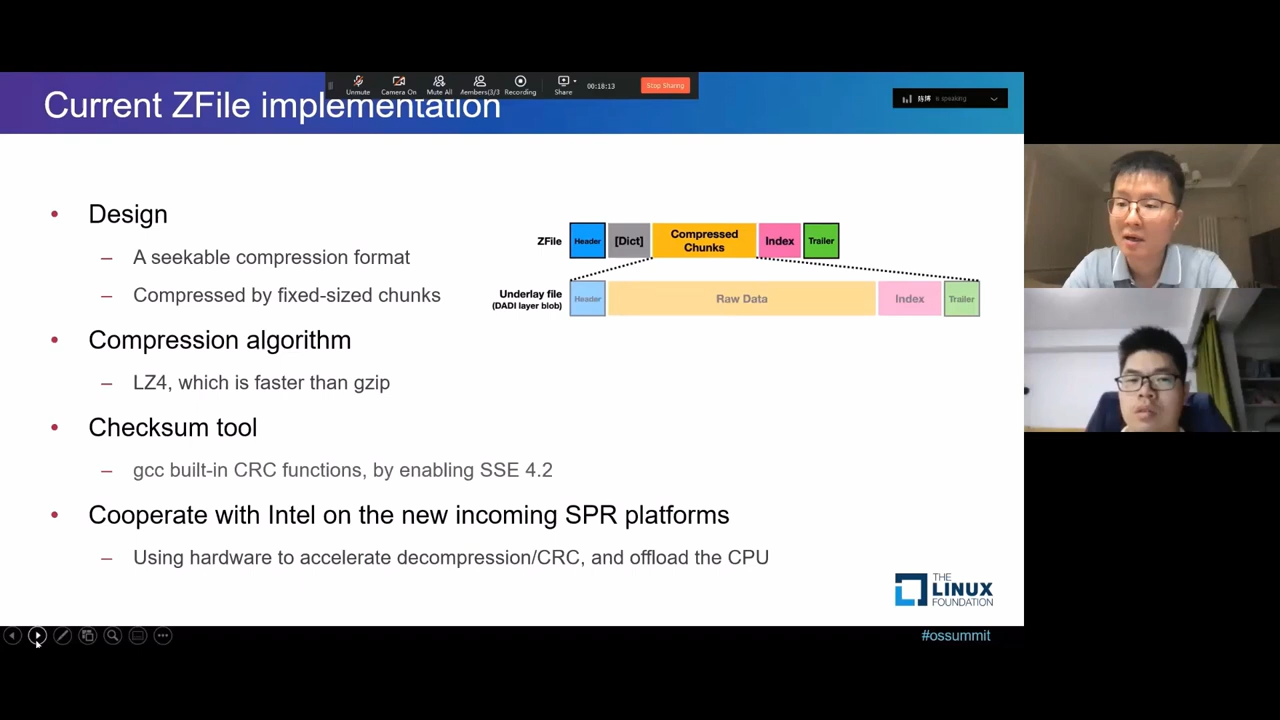 Unmute
Camera On
Mute All
Members(3/3
Recording
Share
00:18:13
Stop Sharing
Current ZFile implementation
is speaking
• Design
– A seekable compression format
– Compressed by fixed-sized chunks
• Compression algorithm
– LZ4, which is faster than gzip
• Checksum tool
– gcc built-in CRC functions, by enabling SSE 4.2
• Cooperate with Intel on the new incoming SPR platforms
– Using hardware to accelerate decompression/CRC, and offload the CPU
ZFile
Header
[Dict]
Compressed
Chunks
Index
Trailer
Underlay file
(DADI layer blob)
Header
Raw Data
Index
Trailer
THE
LINUX
FOUNDATION
#ossummit